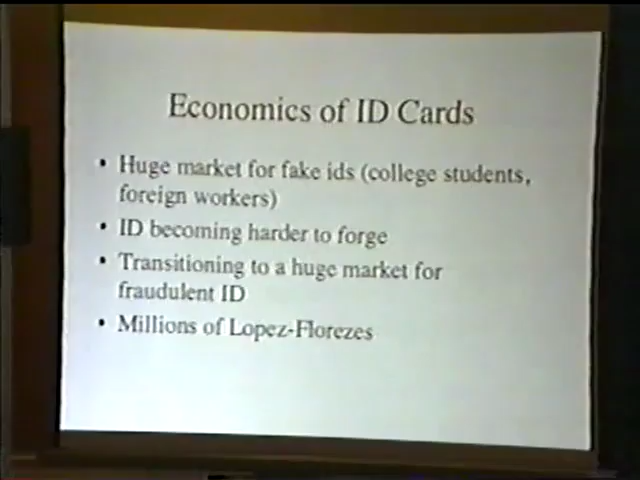 Economics of ID Cards
• Huge market for fake ids (college students,
foreign workers)
• ID becoming harder to forge
• Transitioning to a huge market for
fraudulent ID
• Millions of Lopez-Florezes